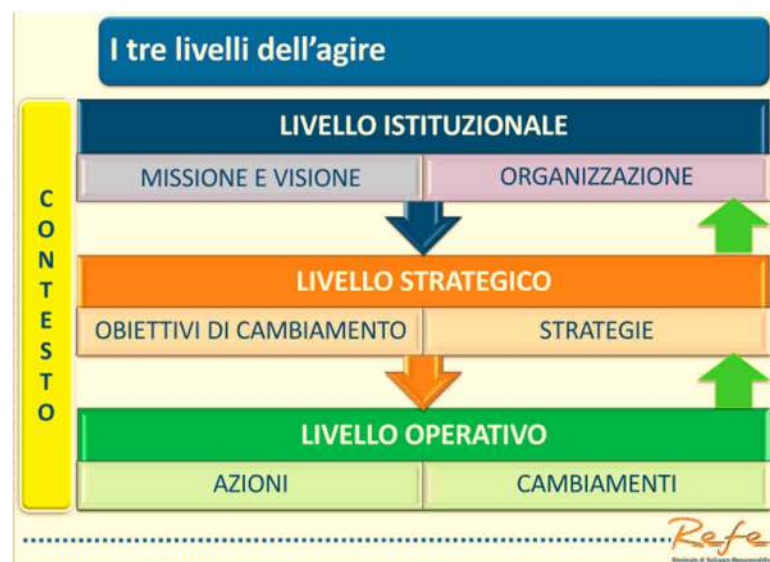 I tre livelli dell'agire
CONTESTO
LIVELLO ISTITUZIONALE
MISSIONE E VISIONE
ORGANIZZAZIONE
LIVELLO STRATEGICO
OBIETTIVI DI CAMBIAMENTO
STRATEGIE
LIVELLO OPERATIVO
AZIONI
CAMBIAMENTI
Refe